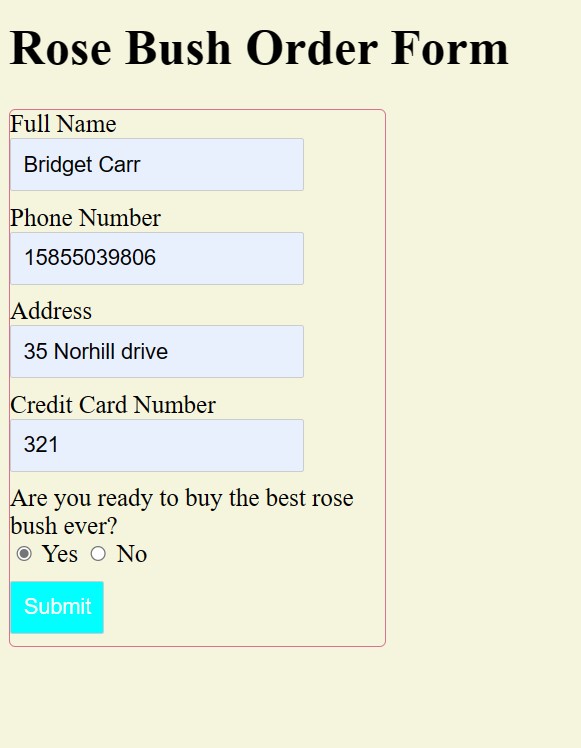 Rose Bush Order Form
Full Name
Bridget Carr
Phone Number
15855039806
Address
35 Norhill drive
Credit Card Number
321
Are you ready to buy the best rose
bush ever?
Yes No
Submit